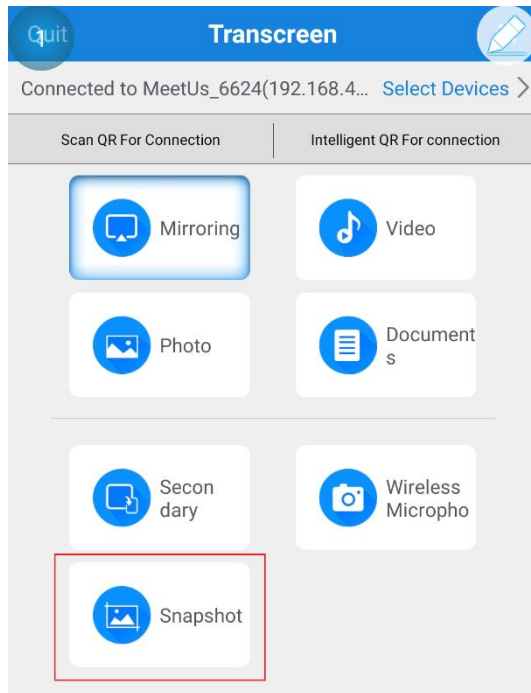 Quit
1
Transcreen
Connected to MeetUs_6624(192.168.4... Select Devices >
Scan QR For Connection
Intelligent QR For connection
Mirroring
Video
Photo
Document
s
Secon
dary
Wireless
Micropho
Snapshot